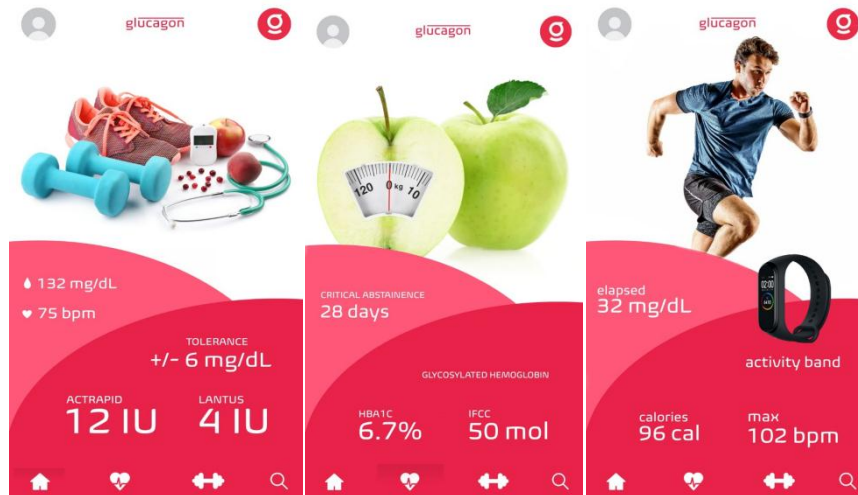 glucagon
g
132 mg/dL
75 bpm
TOLERANCE
+/- 6 mg/dL
ACTRAPID
12 IU
LANTUS
4 IU
glucagon
g
120 0 kg 10
CRITICAL ABSTAINENCE
28 days
GLYCOSYLATED HEMOGLOBIN
HBA1C
6.7%
IFCC
50 mol
glucagon
g
elapsed
32 mg/dL
02:00
activity band
calories
96 cal
max
102 bpm